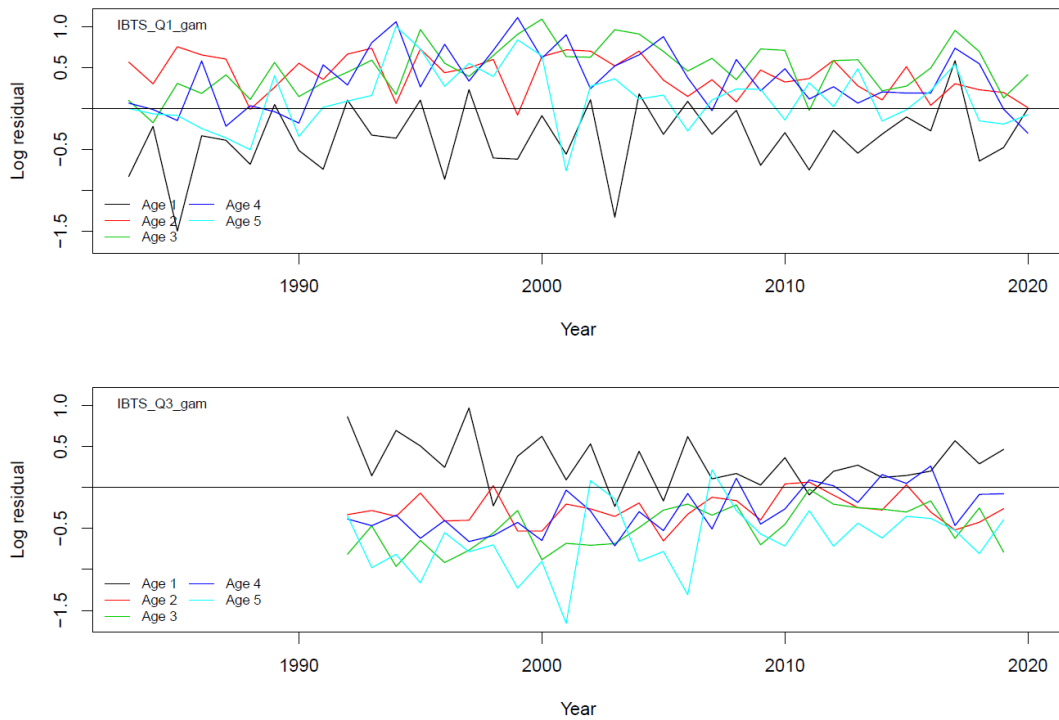 IBTS_Q1_gam
Log residual
1.0
0.5
−0.5
−1.5
Age 1 Age 4
Age 2 Age 5
Age 3
1990 2000 2010 2020
Year
IBTS_Q3_gam
Log residual
1.0
0.5
−0.5
−1.5
Age 1 Age 4
Age 2 Age 5
Age 3
1990 2000 2010 2020
Year